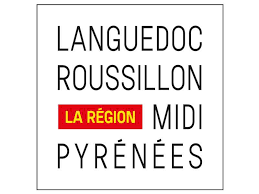 LANGUEDOC
ROUSSILLON
LA RÉGION MIDI
PYRÉNÉES